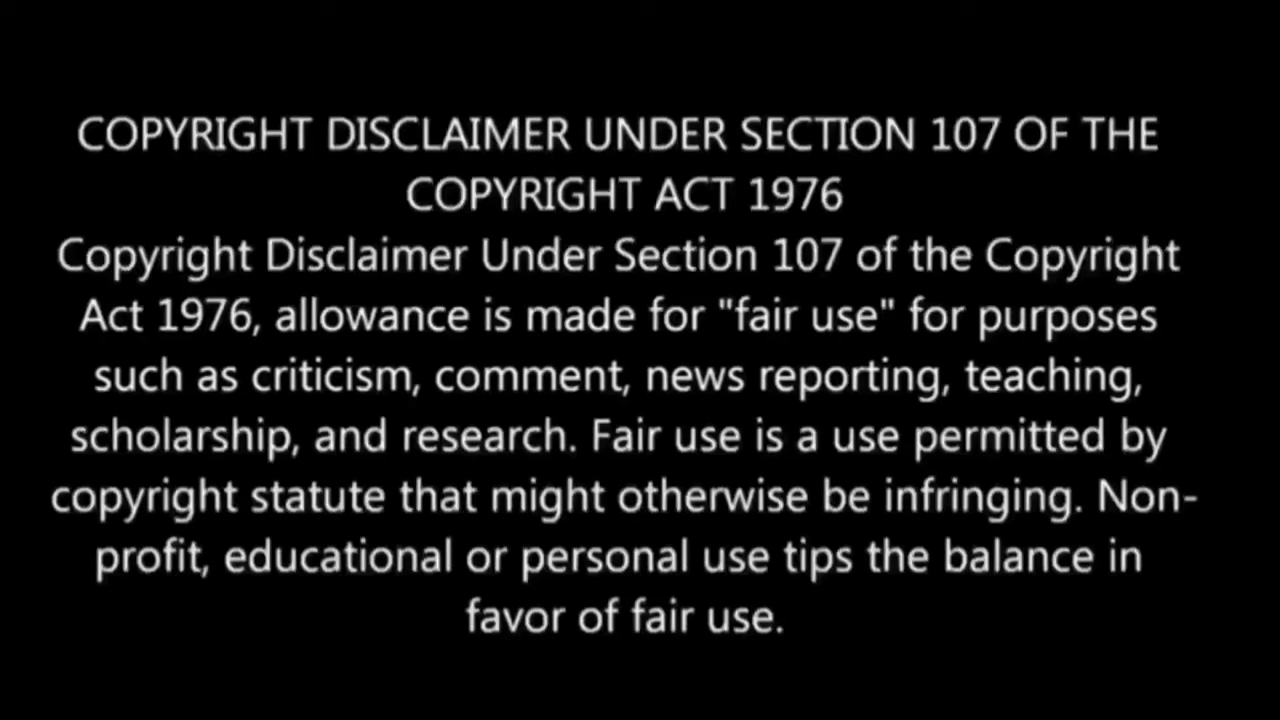 COPYRIGHT DISCLAIMER UNDER SECTION 107 OF THE
COPYRIGHT ACT 1976
Copyright Disclaimer Under Section 107 of the Copyright
Act 1976, allowance is made for "fair use" for purposes
such as criticism, comment, news reporting, teaching,
scholarship, and research. Fair use is a use permitted by
copyright statute that might otherwise be infringing. Non-
profit, educational or personal use tips the balance in
favor of fair use.